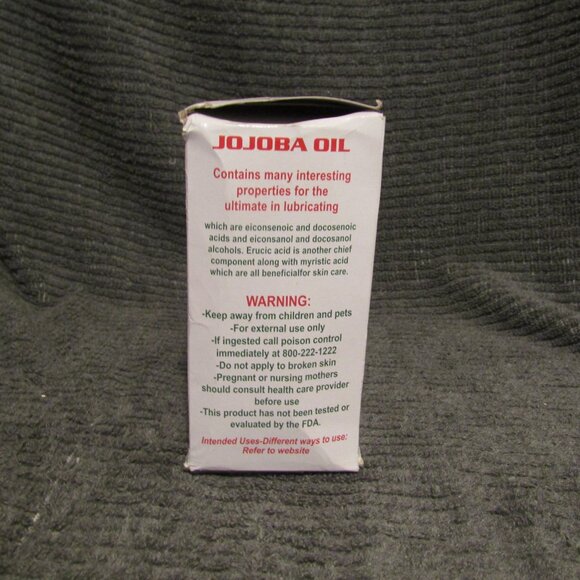 JOJOBA OIL
Contains many interesting
properties for the
ultimate in lubricating
which are eiconsenoic and docosenoic
acids and eiconsanol and docosanol
alcohols. Erucic acid is another chief
component along with myristic acid
which are all beneficialfor skin care.
WARNING:
-Keep away from children and pets
-For external use only
-If ingested call poison control
immediately at 800-222-1222
-Do not apply to broken skin
-Pregnant or nursing mothers
should consult health care provider
before use
-This product has not been tested or
evaluated by the FDA.
Intended Uses-Different ways to use:
Refer to website